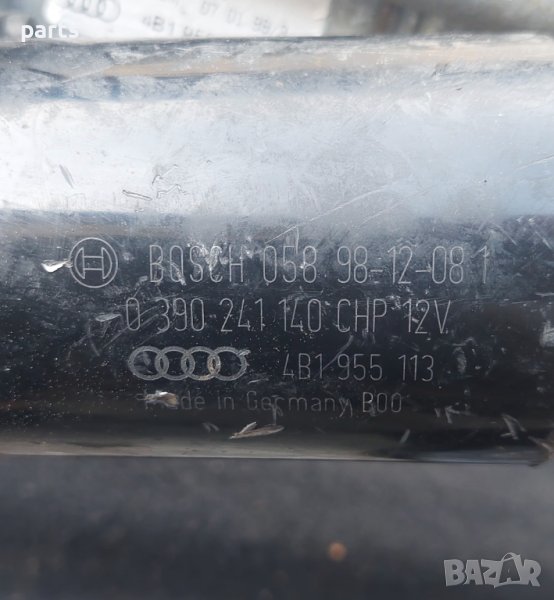 parts
BOSCH 058 98-12-08 1
0 390 241 140 CHP 12V
4B1 955 113
Made in Germany B00
BAZAR